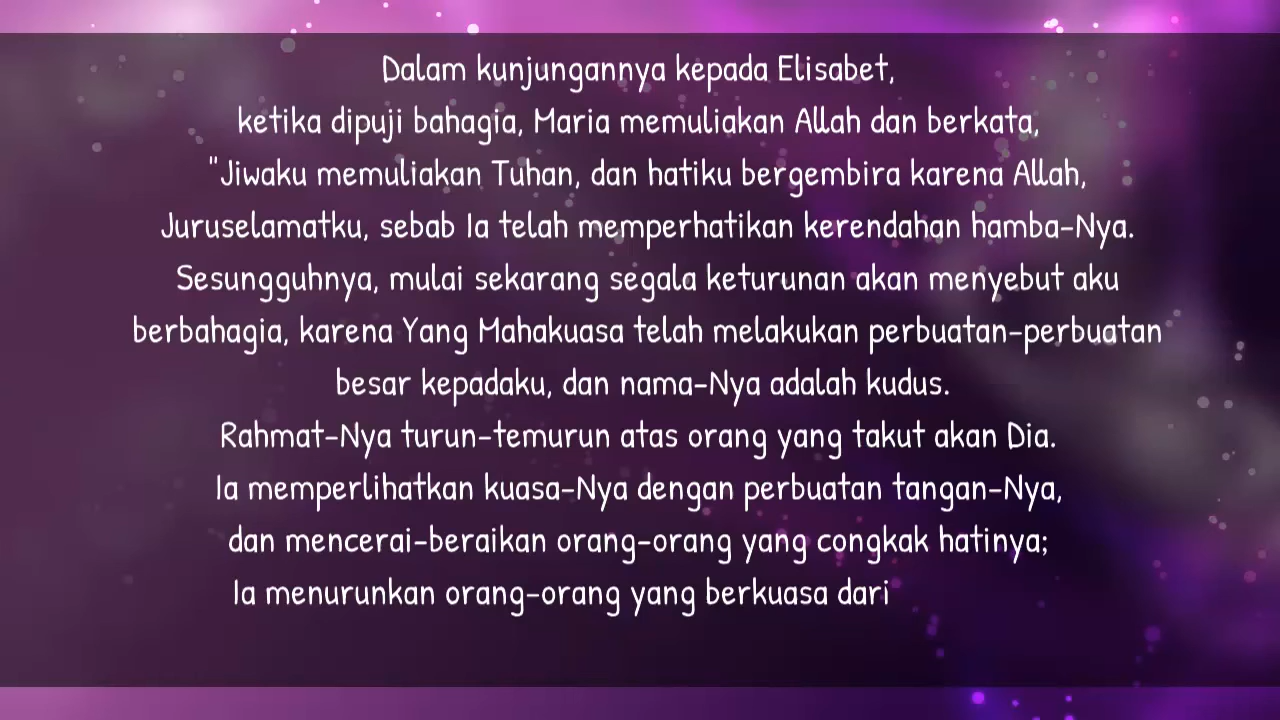 Dalam kunjungannya kepada Elisabet,
ketika dipuji bahagia, Maria memuliakan Allah dan berkata,
"Jiwaku memuliakan Tuhan, dan hatiku bergembira karena Allah,
Juruselamatku, sebab Ia telah memperhatikan kerendahan hamba-Nya.
Sesungguhnya, mulai sekarang segala keturunan akan menyebut aku
berbahagia, karena Yang Mahakuasa telah melakukan perbuatan-perbuatan
besar kepadaku, dan nama-Nya adalah kudus.
Rahmat-Nya turun-temurun atas orang yang takut akan Dia.
Ia memperlihatkan kuasa-Nya dengan perbuatan tangan-Nya,
dan mencerai-beraikan orang-orang yang congkak hatinya;
Ia menurunkan orang-orang yang berkuasa dari